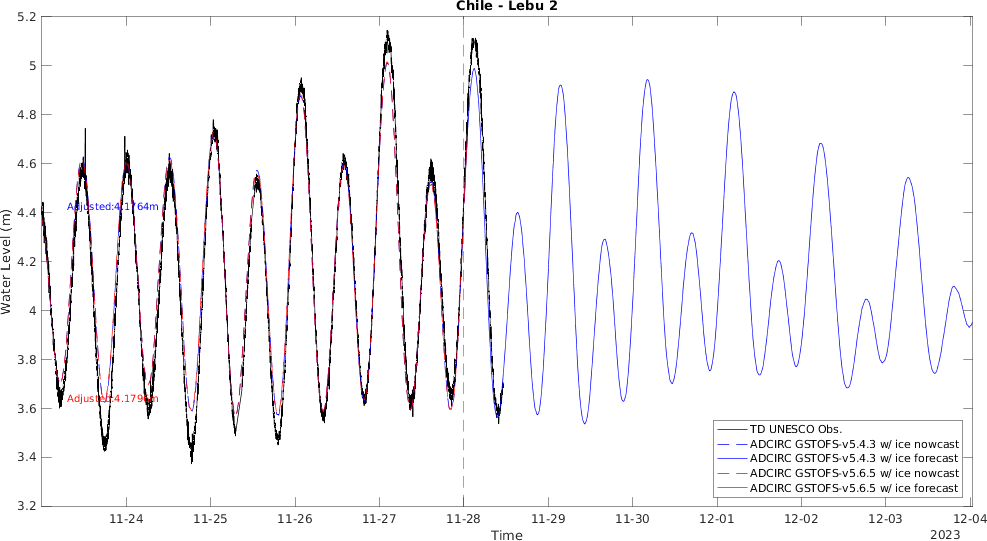 Chile - Lebu 2
Water Level (m)
5.2
5
4.8
4.6
4.4
4.2
4
3.8
3.6
3.4
3.2
Adjusted:4.1764m
Adjusted:4.1796m
TD UNESCO Obs.
ADCIRC GSTOFS-v5.4.3 w/ ice nowcast
ADCIRC GSTOFS-v5.4.3 w/ ice forecast
ADCIRC GSTOFS-v5.6.5 w/ ice nowcast
ADCIRC GSTOFS-v5.6.5 w/ ice forecast
11-24 11-25 11-26 11-27 11-28 11-29 11-30 12-01 12-02 12-03 12-04
Time
2023